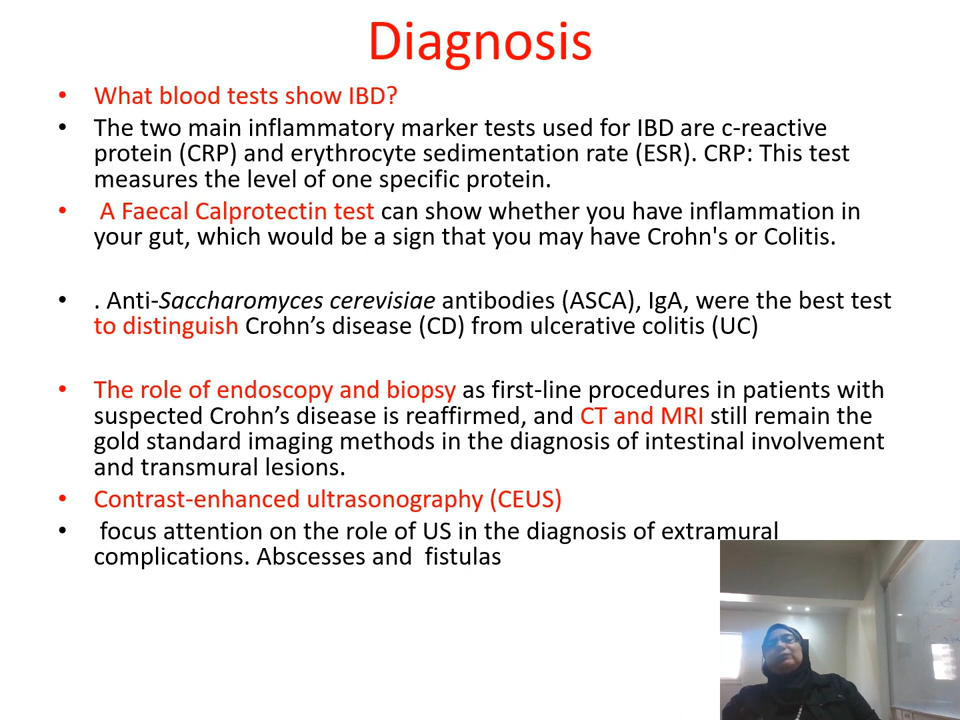 Diagnosis
• What blood tests show IBD?
• The two main inflammatory marker tests used for IBD are c-reactive
protein (CRP) and erythrocyte sedimentation rate (ESR). CRP: This test
measures the level of one specific protein.
• A Faecal Calprotectin test can show whether you have inflammation in
your gut, which would be a sign that you may have Crohn's or Colitis.
• . Anti-Saccharomyces cerevisiae antibodies (ASCA), IgA, were the best test
to distinguish Crohn’s disease (CD) from ulcerative colitis (UC)
• The role of endoscopy and biopsy as first-line procedures in patients with
suspected Crohn’s disease is reaffirmed, and CT and MRI still remain the
gold standard imaging methods in the diagnosis of intestinal involvement
and transmural lesions.
• Contrast-enhanced ultrasonography (CEUS)
• focus attention on the role of US in the diagnosis of extramural
complications. Abscesses and fistulas